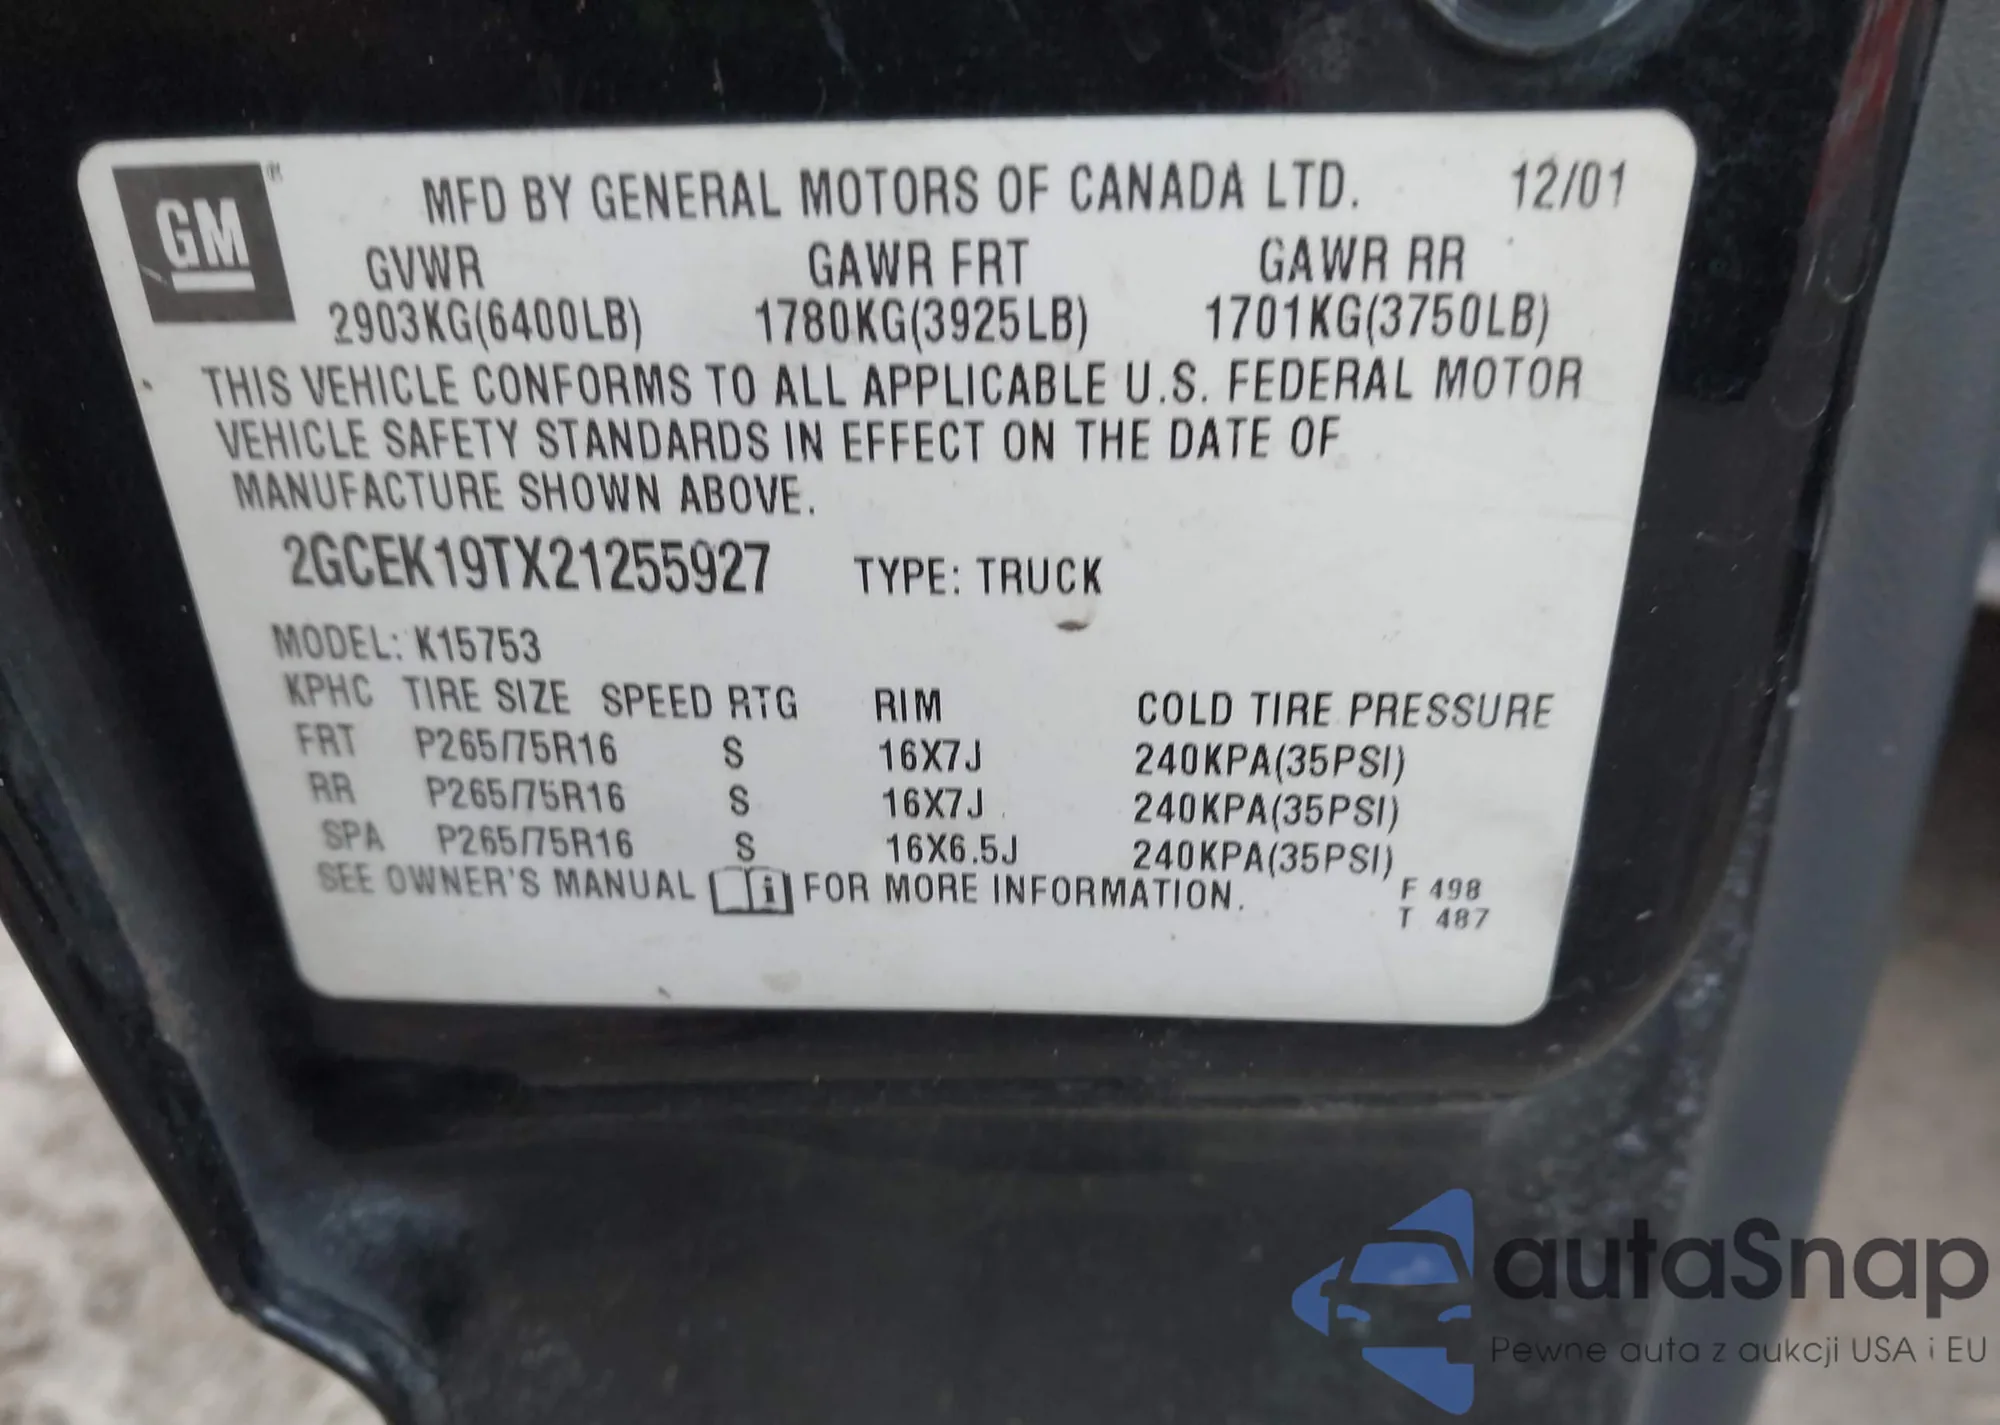 GM ®
MFD BY GENERAL MOTORS OF CANADA LTD. 12/01
GVWR GAWR FRT GAWR RR
2903KG(6400LB) 1780KG(3925LB) 1701KG(3750LB)
THIS VEHICLE CONFORMS TO ALL APPLICABLE U.S. FEDERAL MOTOR
VEHICLE SAFETY STANDARDS IN EFFECT ON THE DATE OF
MANUFACTURE SHOWN ABOVE.
2GCEK19TX21255927 TYPE: TRUCK
MODEL: K15753
KPHC TIRE SIZE SPEED RTG RIM COLD TIRE PRESSURE
FRT P265/75R16 S 16X7J 240KPA(35PSI)
RR P265/75R16 S 16X7J 240KPA(35PSI)
SPA P265/75R16 S 16X6.5J 240KPA(35PSI)
SEE OWNER'S MANUAL i FOR MORE INFORMATION.
F 498
T 487
autaSnap
Pewne auta z aukcji USA i EU